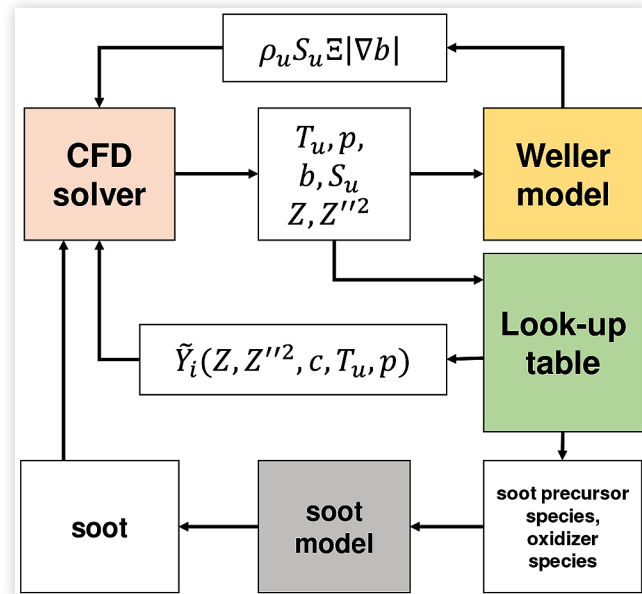 ρ_u S_u Ξ|∇b|
CFD
solver
T_u, p,
b, S_u
Z, Z''²
Weller
model
Look-up
table
Ỹ_i(Z, Z''², c, T_u, p)
soot
soot
model
soot precursor
species,
oxidizer
species